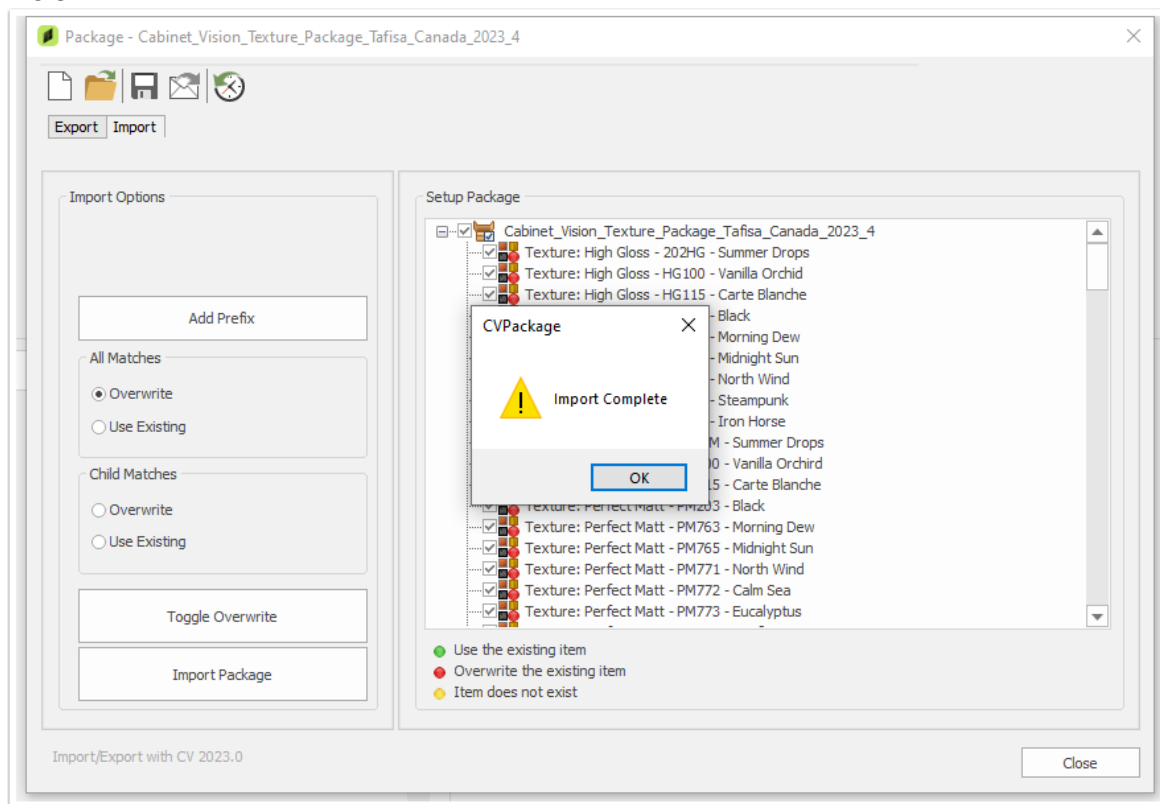 Package - Cabinet_Vision_Texture_Package_Tafisa_Canada_2023_4
Export Import
Import Options
Add Prefix
All Matches
Overwrite
Use Existing
Child Matches
Overwrite
Use Existing
Toggle Overwrite
Import Package
Setup Package
Cabinet_Vision_Texture_Package_Tafisa_Canada_2023_4
Texture: High Gloss - 202HG - Summer Drops
Texture: High Gloss - HG100 - Vanilla Orchid
Texture: High Gloss - HG115 - Carte Blanche
- Black
- Morning Dew
- Midnight Sun
- North Wind
- Steampunk
- Iron Horse
M - Summer Drops
00 - Vanilla Orchird
15 - Carte Blanche
Texture: Perfect Matt - PM203 - Black
Texture: Perfect Matt - PM763 - Morning Dew
Texture: Perfect Matt - PM765 - Midnight Sun
Texture: Perfect Matt - PM771 - North Wind
Texture: Perfect Matt - PM772 - Calm Sea
Texture: Perfect Matt - PM773 - Eucalyptus
CVPackage
Import Complete
OK
Use the existing item
Overwrite the existing item
Item does not exist
Import/Export with CV 2023.0
Close